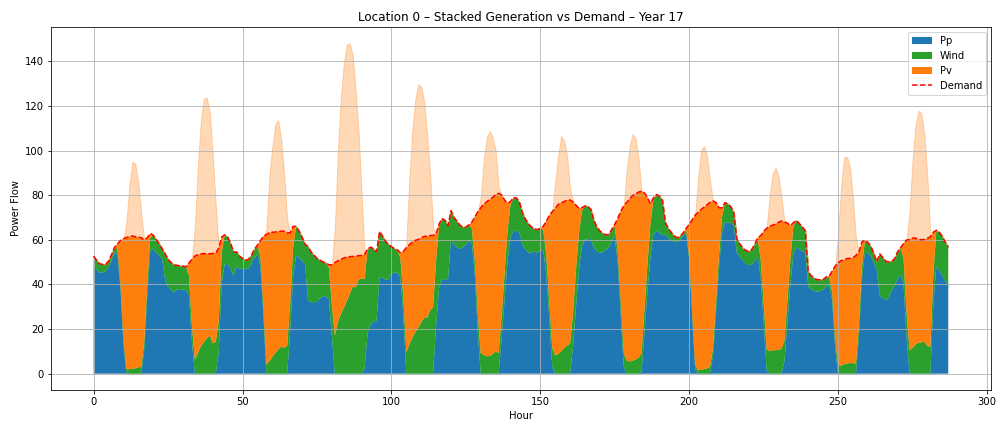 Location 0 – Stacked Generation vs Demand – Year 17
Pp
Wind
Pv
Demand
Power Flow
140
120
100
80
60
40
20
0
0 50 100 150 200 250 300
Hour